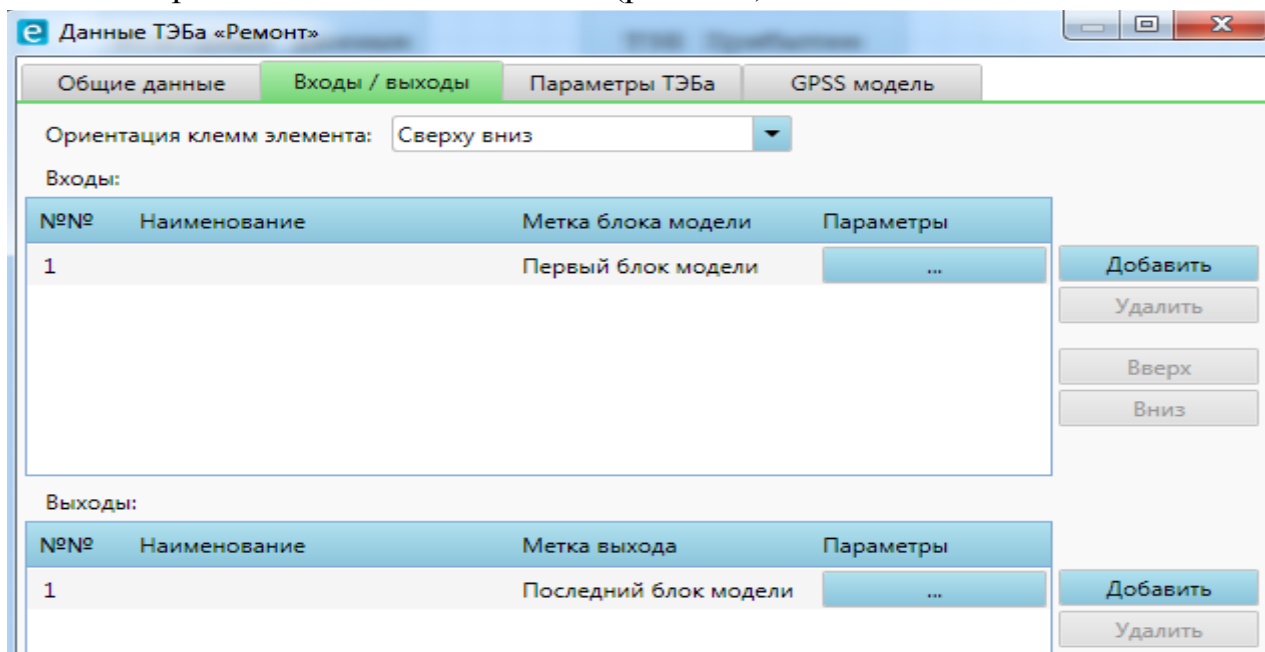 Данные ТЭБа «Ремонт»
Общие данные Входы / выходы Параметры ТЭБа GPSS модель
Ориентация клемм элемента: Сверху вниз
Входы:
№№ Наименование Метка блока модели Параметры
1 Первый блок модели ... Добавить
Удалить
Вверх
Вниз
Выходы:
№№ Наименование Метка выхода Параметры
1 Последний блок модели ... Добавить
Удалить